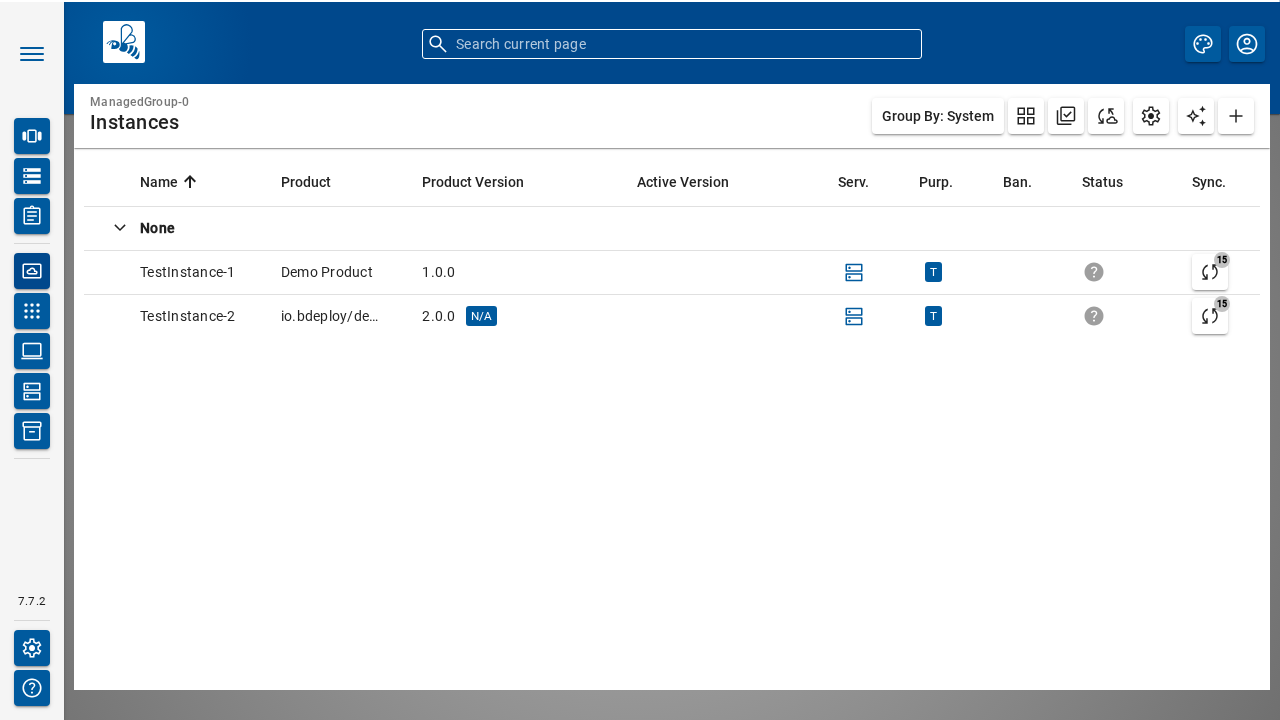 Search current page
ManagedGroup-0
Instances
Group By: System
Name Product Product Version Active Version Serv. Purp. Ban. Status Sync.
None
TestInstance-1 Demo Product 1.0.0 T 15
TestInstance-2 io.bdeploy/de… 2.0.0 N/A T 15
7.7.2